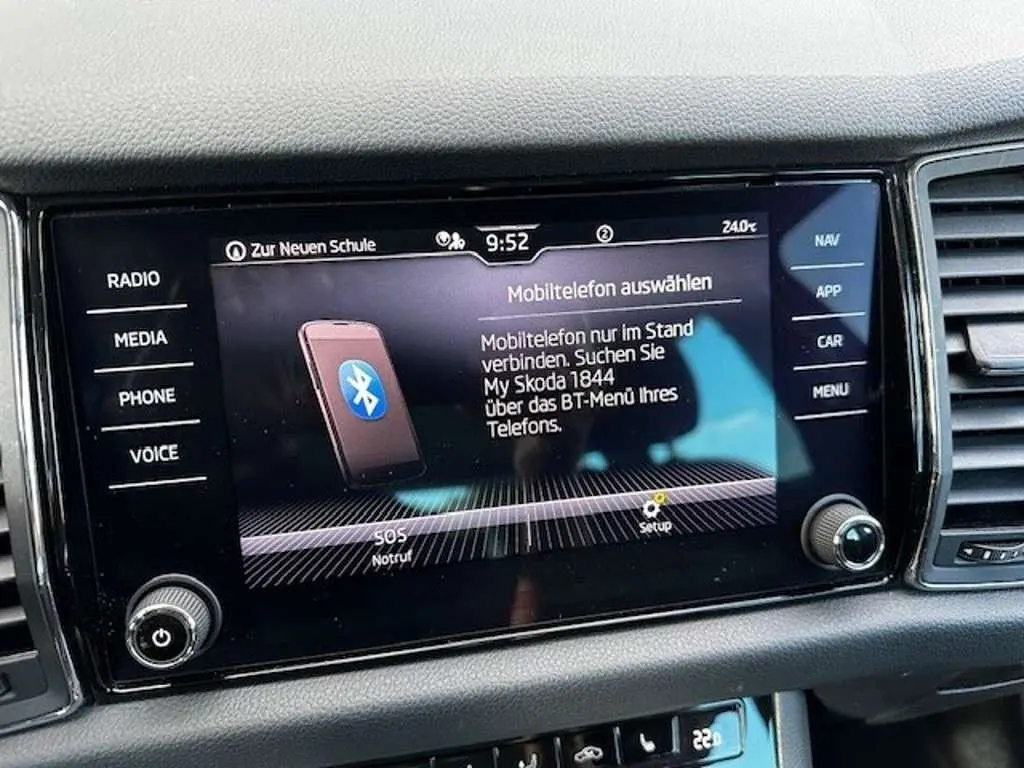 Zur Neuen Schule
9:52
2
24.0°C
RADIO
MEDIA
PHONE
VOICE
Mobiltelefon auswählen
Mobiltelefon nur im Stand
verbinden. Suchen Sie
My Skoda 1844
über das BT-Menü Ihres
Telefons.
SOS
Notruf
Setup
NAV
APP
CAR
MENU
22.0